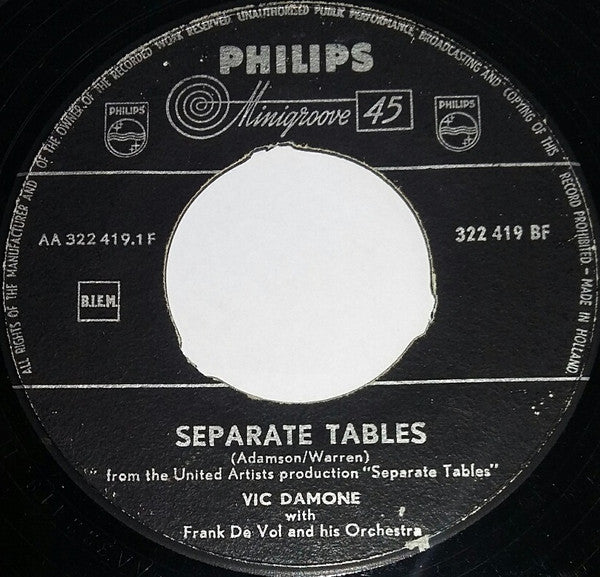 ALL RIGHTS OF THE MANUFACTURER AND OF THE OWNER OF THE RECORDED WORK RESERVED UNAUTHORISED PUBLIC PERFORMANCE, BROADCASTING AND COPYING OF THIS RECORD PROHIBITED. - MADE IN HOLLAND.
PHILIPS
PHILIPS
Minigroove 45
PHILIPS
AA 322 419.1 F
322 419 BF
B.I.E.M.
SEPARATE TABLES
(Adamson/Warren)
from the United Artists production "Separate Tables"
VIC DAMONE
with
Frank De Vol and his Orchestra